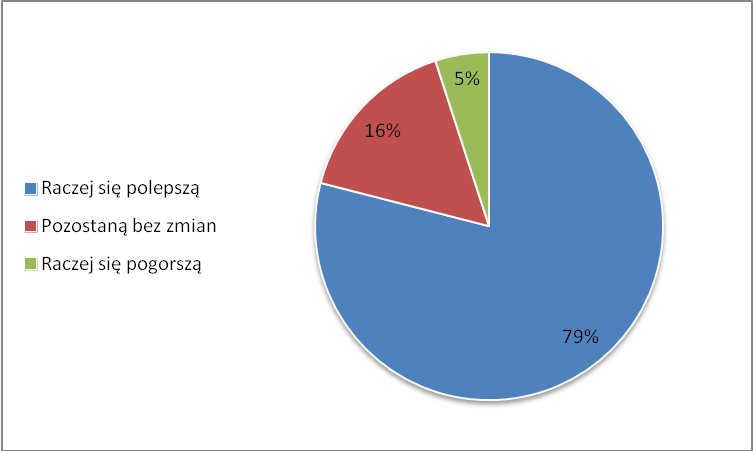 5%
16%
Raczej się polepszą
Pozostaną bez zmian
Raczej się pogorszą
79%